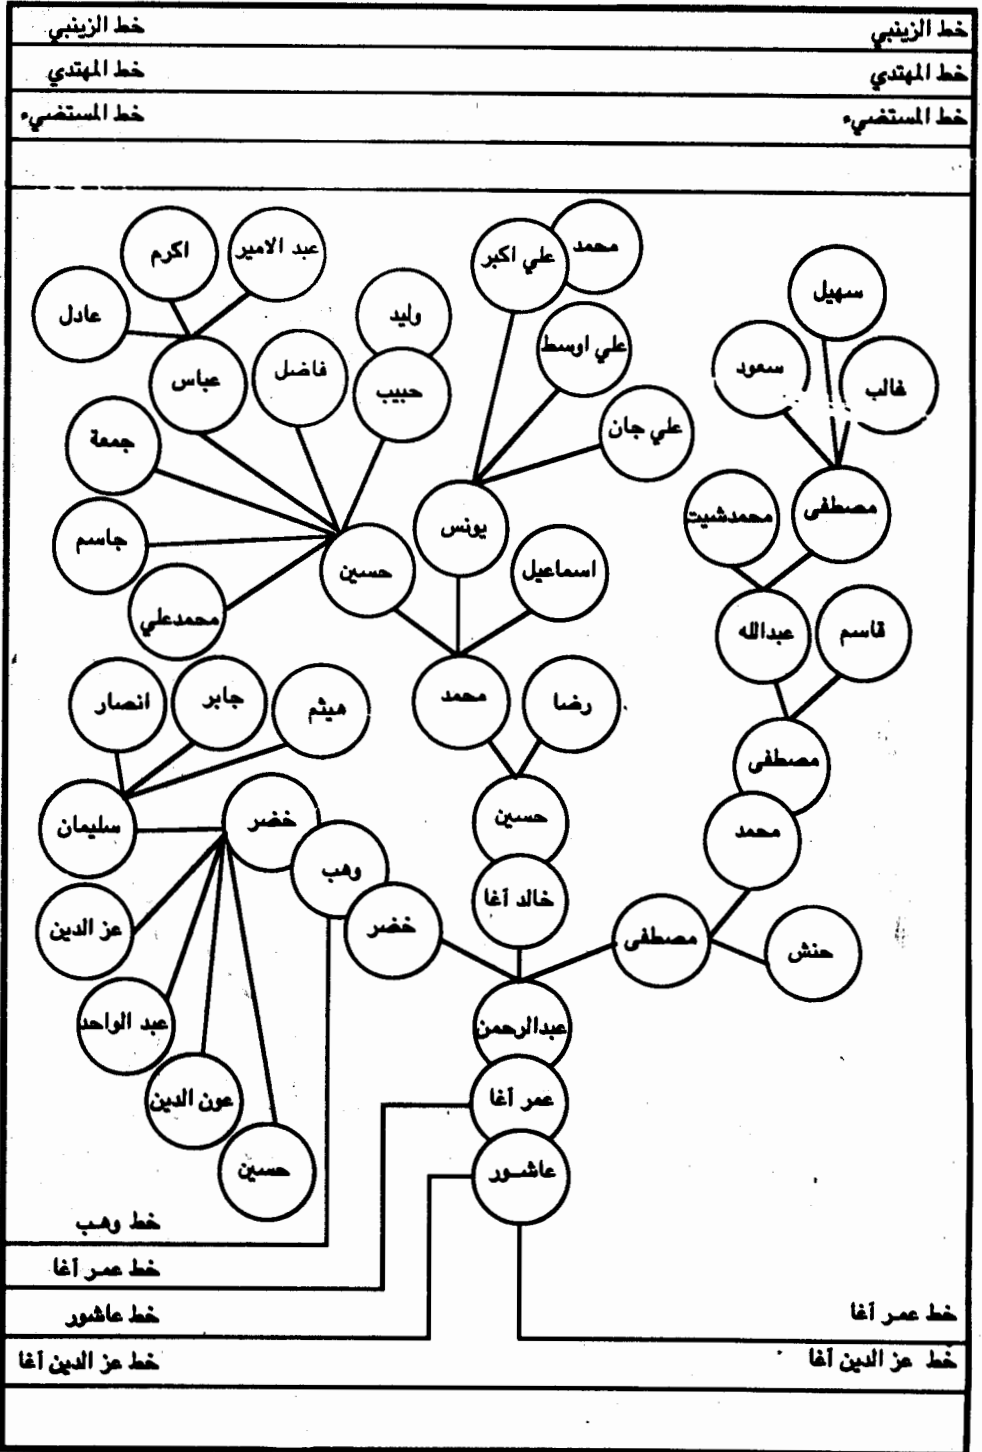 خط الزينبي
خط الزينبي
خط المهتدي
خط المهتدي
خط المستضيء
خط المستضيء
محمد
علي اكبر
عبد الامير
اكرم
سهيل
وليد
عادل
علي اوسط
غالب
سعود
حبيب
فاضل
عباس
علي جان
جمعة
مصطفى
محمدشيت
يونس
جاسم
اسماعيل
حسين
محمدعلي
قاسم
عبدالله
رضا
محمد
هيثم
جابر
انصار
مصطفى
حسين
خضر
سليمان
محمد
وهب
خالد آغا
حنش
مصطفى
خضر
عز الدين
عبدالرحمن
عبد الواحد
عمر آغا
عون الدين
عاشور
حسين
خط وهب
خط عمر آغا
خط عمر آغا
خط عاشور
خط عز الدين آغا
خط عز الدين آغا